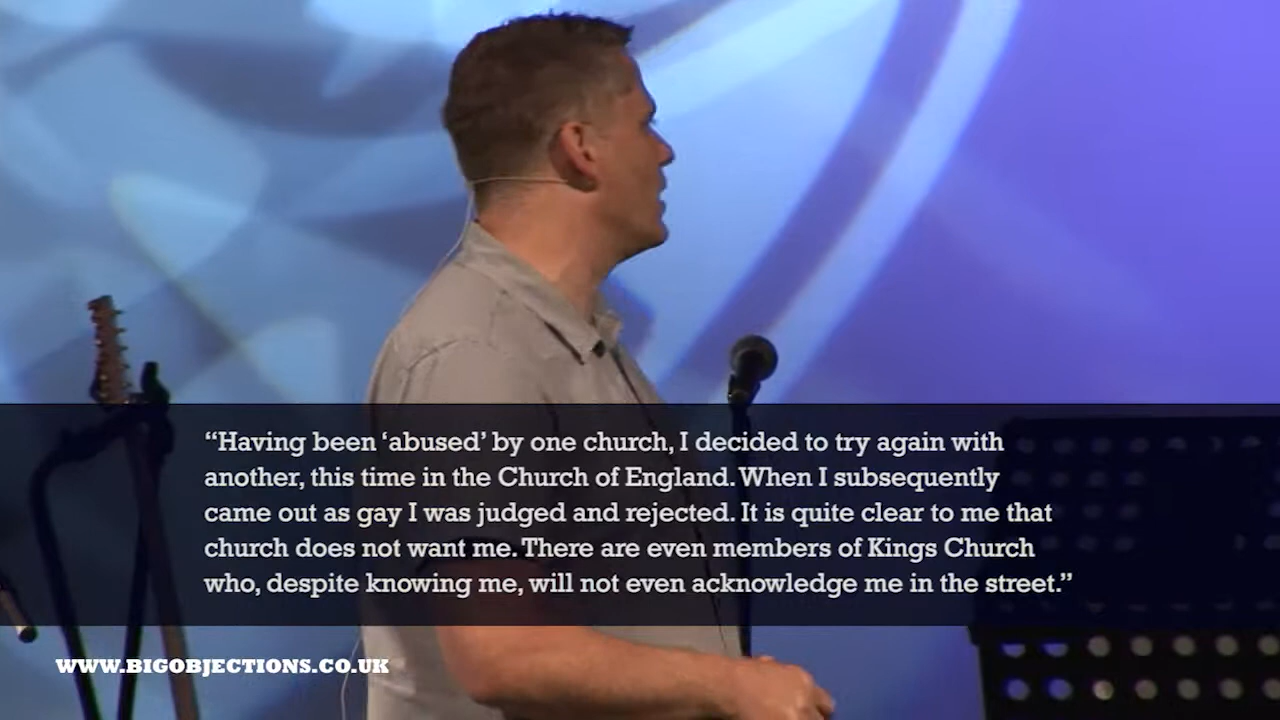 “Having been ‘abused’ by one church, I decided to try again with
another, this time in the Church of England. When I subsequently
came out as gay I was judged and rejected. It is quite clear to me that
church does not want me. There are even members of Kings Church
who, despite knowing me, will not even acknowledge me in the street.”
WWW.BIGOBJECTIONS.CO.UK